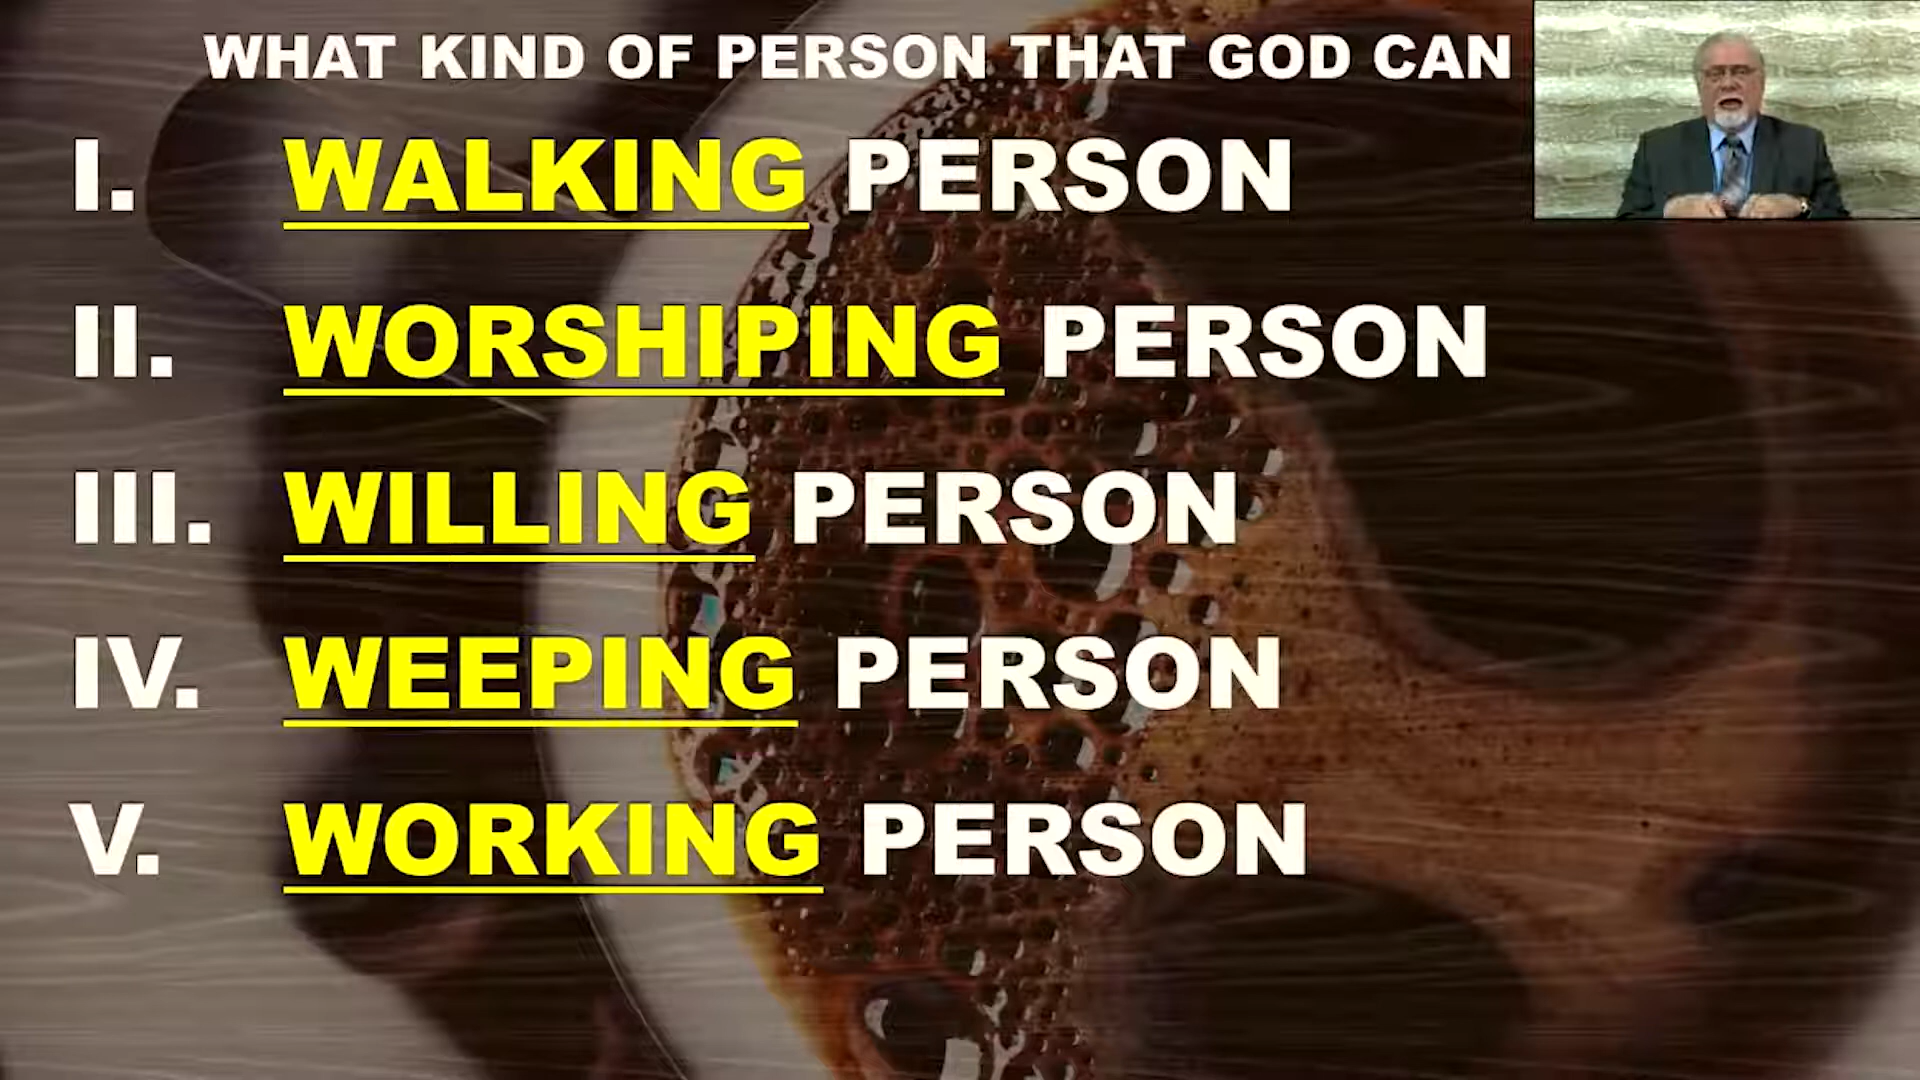 WHAT KIND OF PERSON THAT GOD CAN
I. WALKING PERSON
II. WORSHIPING PERSON
III. WILLING PERSON
IV. WEEPING PERSON
V. WORKING PERSON